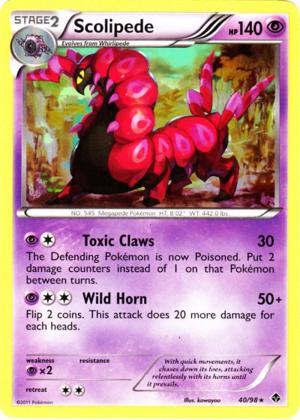 STAGE2 Scolipede HP140
Evolves from Whirlipede
NO. 545 Megapede Pokémon HT. 8'02" WT. 442.0 lbs.
Toxic Claws 30
The Defending Pokémon is now Poisoned. Put 2
damage counters instead of 1 on that Pokémon
between turns.
Wild Horn 50+
Flip 2 coins. This attack does 20 more damage for
each heads.
weakness resistance
×2
retreat
With quick movements, it
chases down its foes, attacking
relentlessly with its horns until
it prevails.
©2011 Pokémon Illus. kawayoo 40/98 ★